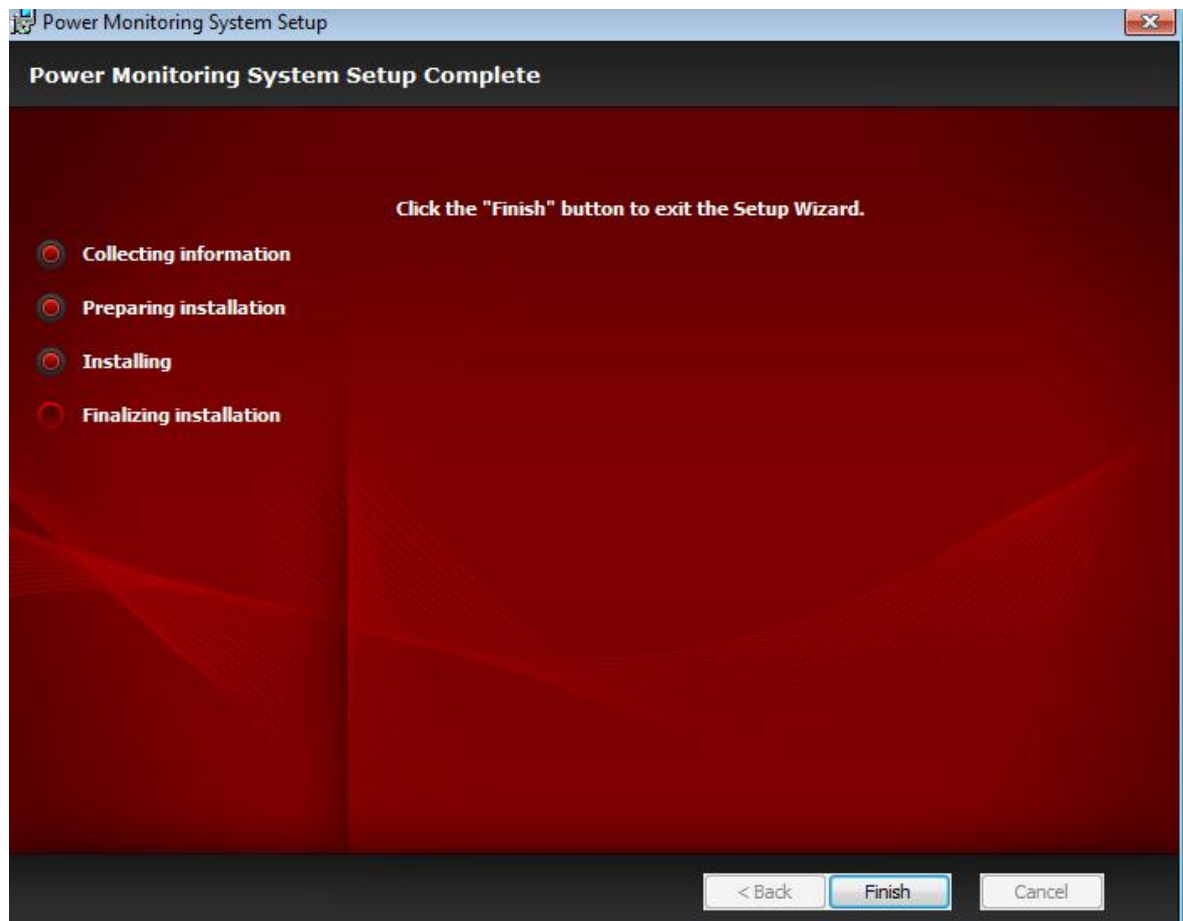 Power Monitoring System Setup
Power Monitoring System Setup Complete
Click the "Finish" button to exit the Setup Wizard.
Collecting information
Preparing installation
Installing
Finalizing installation
< Back Finish Cancel